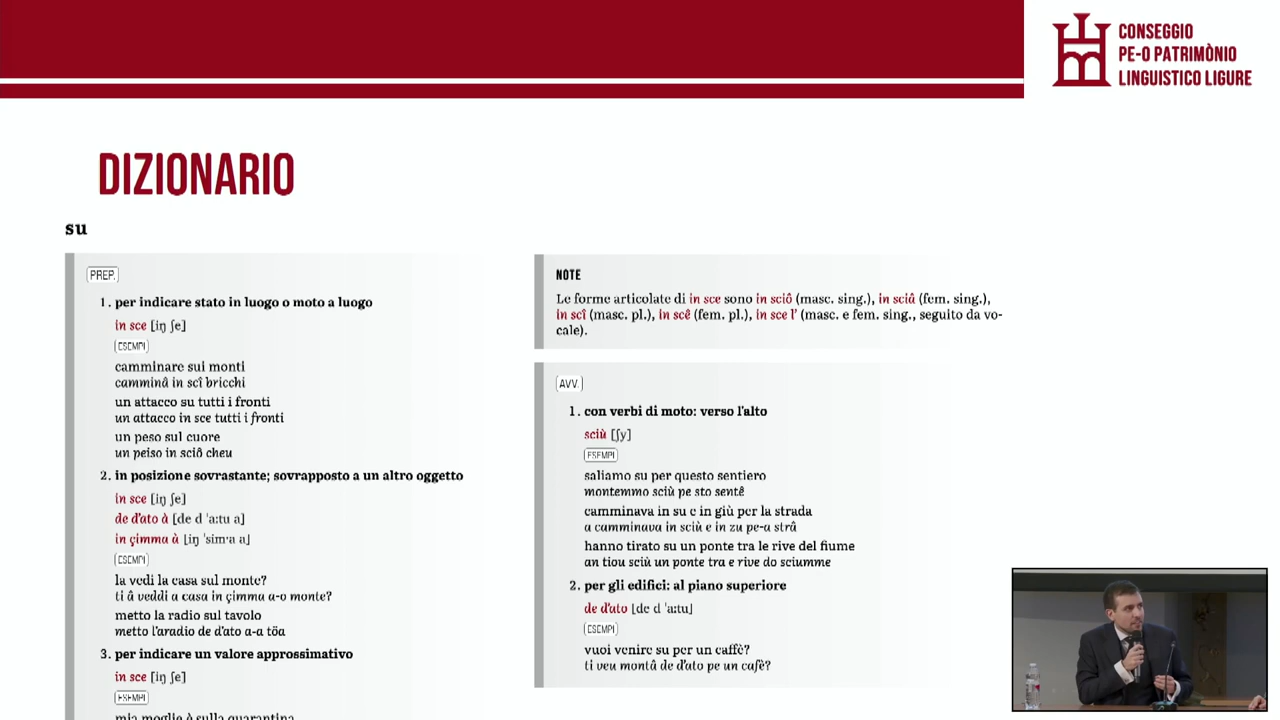 CONSEGGIO
PE-O PATRIMÒNIO
LINGUISTICO LIGURE
DIZIONARIO
su
PREP.
1. per indicare stato in luogo o moto a luogo
in sce [iŋ ʃe]
ESEMPI
camminare sui monti
camminâ in scî bricchi
un attacco su tutti i fronti
un attacco in sce tutti i fronti
un peso sul cuore
un peiso in sciô cheu
2. in posizione sovrastante; sovrapposto a un altro oggetto
in sce [iŋ ʃe]
de d'ato à [de d ˈaːtu a]
in çimma à [iŋ ˈsimˑa a]
ESEMPI
la vedi la casa sul monte?
ti â veddi a casa in çimma a-o monte?
metto la radio sul tavolo
metto l'aradio de d'ato a-a töa
3. per indicare un valore approssimativo
in sce [iŋ ʃe]
ESEMPI
mia moglie è sulla quarantina
NOTE
Le forme articolate di in sce sono in sciô (masc. sing.), in sciâ (fem. sing.),
in scî (masc. pl.), in scê (fem. pl.), in sce l' (masc. e fem. sing., seguito da vo-
cale).
AVV.
1. con verbi di moto: verso l'alto
sciù [ʃy]
ESEMPI
saliamo su per questo sentiero
montemmo sciù pe sto sentê
camminava in su e in giù per la strada
a camminava in sciù e in zu pe-a strâ
hanno tirato su un ponte tra le rive del fiume
an tiou sciù un ponte tra e rive do sciumme
2. per gli edifici: al piano superiore
de d'ato [de d ˈaːtu]
ESEMPI
vuoi venire su per un caffè?
ti veu montâ de d'ato pe un cafè?